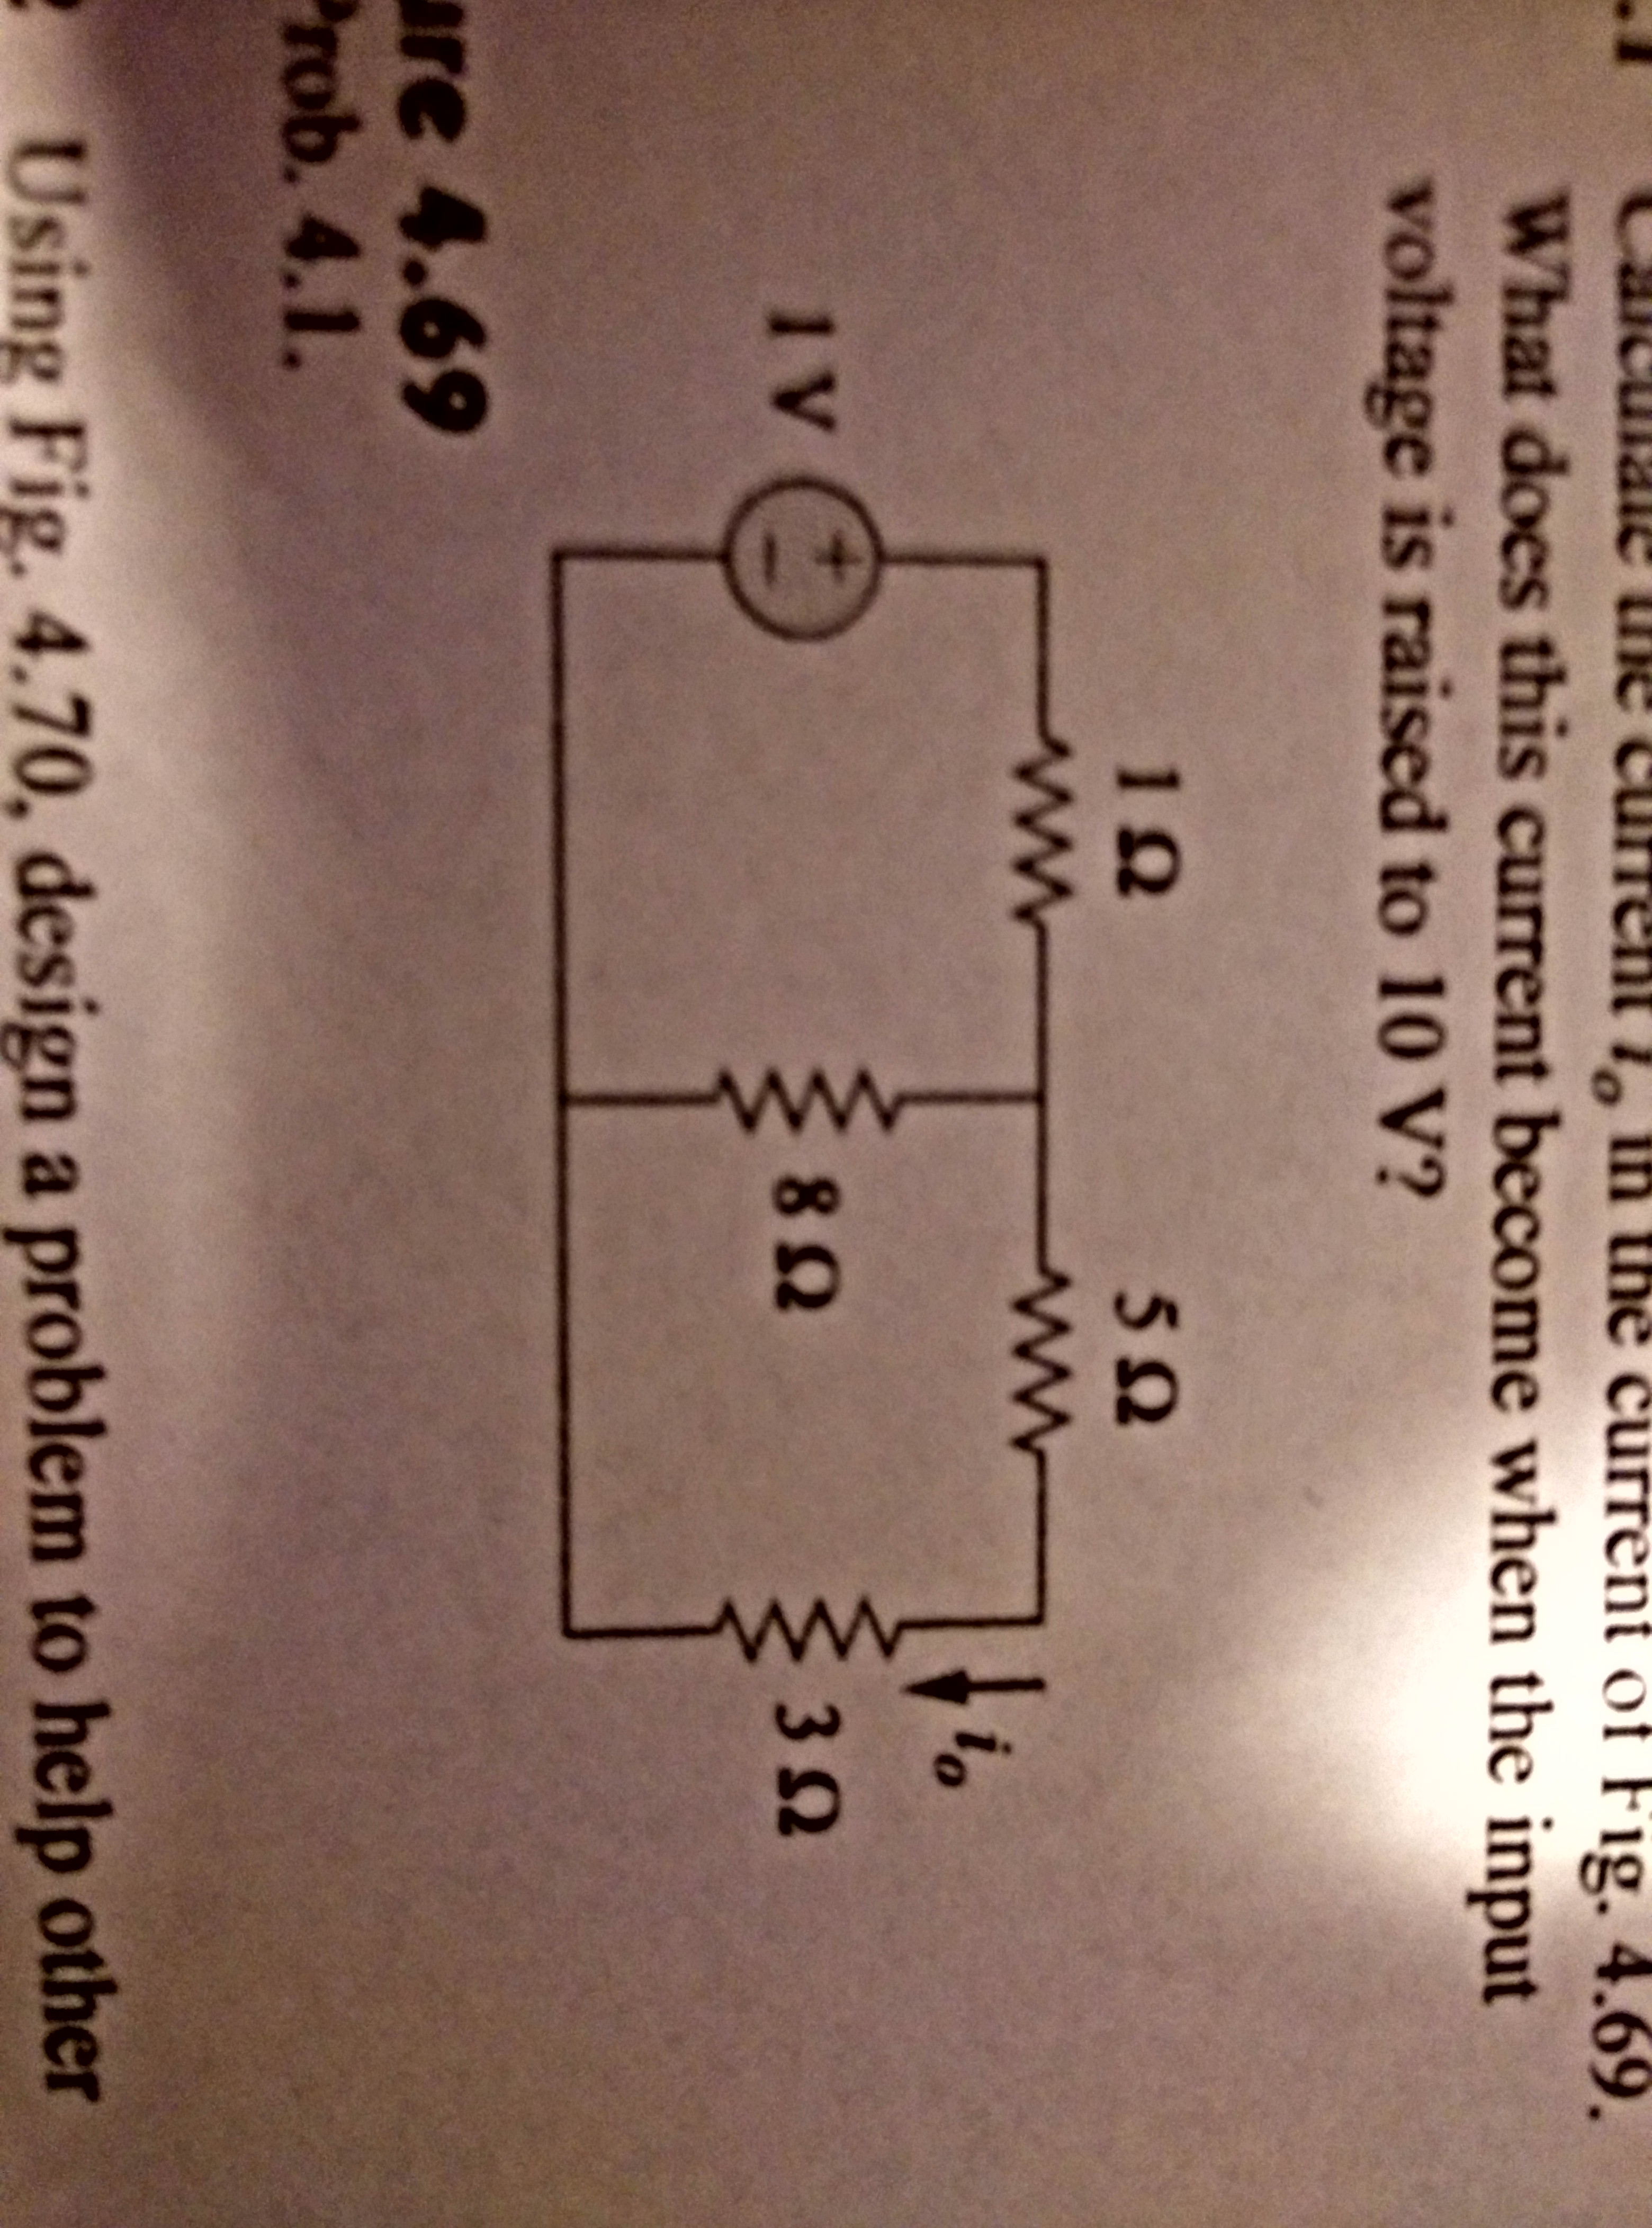 .1
Calculate the current i_o in the current of Fig. 4.69.
What does this current become when the input
voltage is raised to 10 V?
1 Ω 5 Ω
1 V + − 8 Ω 3 Ω i_o
ure 4.69
Prob. 4.1.
Using Fig. 4.70, design a problem to help other